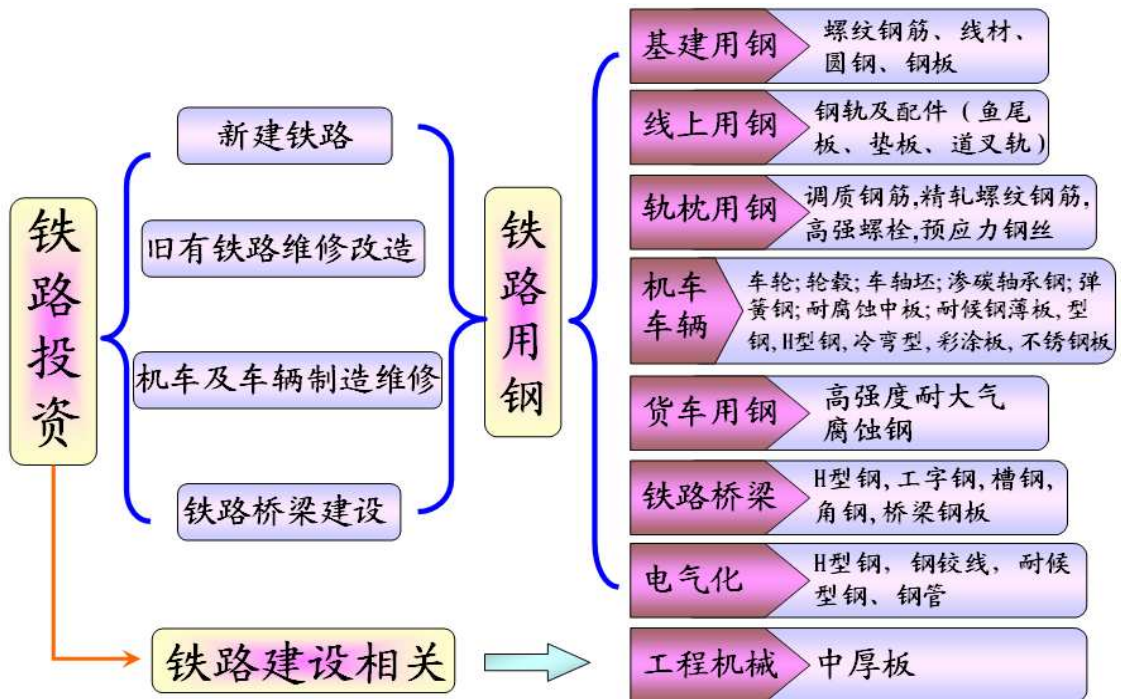 铁路投资
新建铁路
旧有铁路维修改造
机车及车辆制造维修
铁路桥梁建设
铁路用钢
基建用钢
螺纹钢筋、线材、
圆钢、钢板
线上用钢
钢轨及配件（鱼尾
板、垫板、道叉轨）
轨枕用钢
调质钢筋,精轧螺纹钢筋,
高强螺栓,预应力钢丝
机车
车辆
车轮;轮毂;车轴坯;渗碳轴承钢;弹
簧钢;耐腐蚀中板;耐候钢薄板,型
钢,H型钢,冷弯型,彩涂板,不锈钢板
货车用钢
高强度耐大气
腐蚀钢
铁路桥梁
H型钢,工字钢,槽钢,
角钢,桥梁钢板
电气化
H型钢，钢铰线，耐候
型钢、钢管
铁路建设相关
工程机械
中厚板